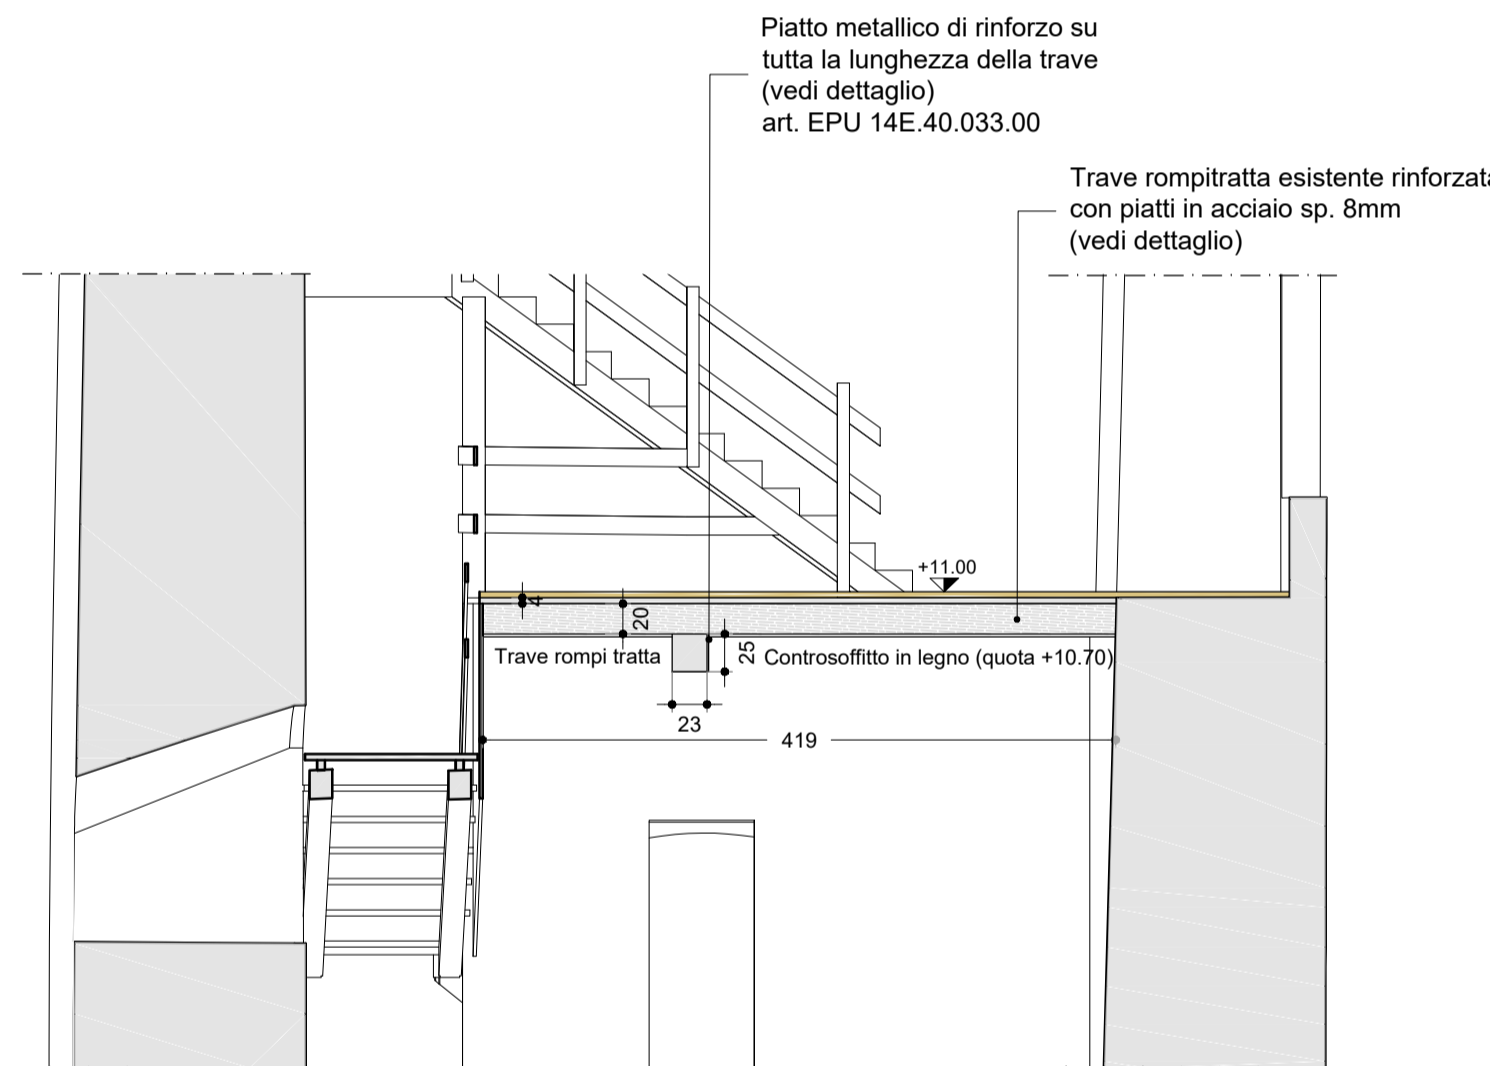 Piatto metallico di rinforzo su
tutta la lunghezza della trave
(vedi dettaglio)
art. EPU 14E.40.033.00
Trave rompitratta esistente rinforzata
con piatti in acciaio sp. 8mm
(vedi dettaglio)
+11.00
4
20
25
Trave rompi tratta
Controsoffitto in legno (quota +10.70)
23
419